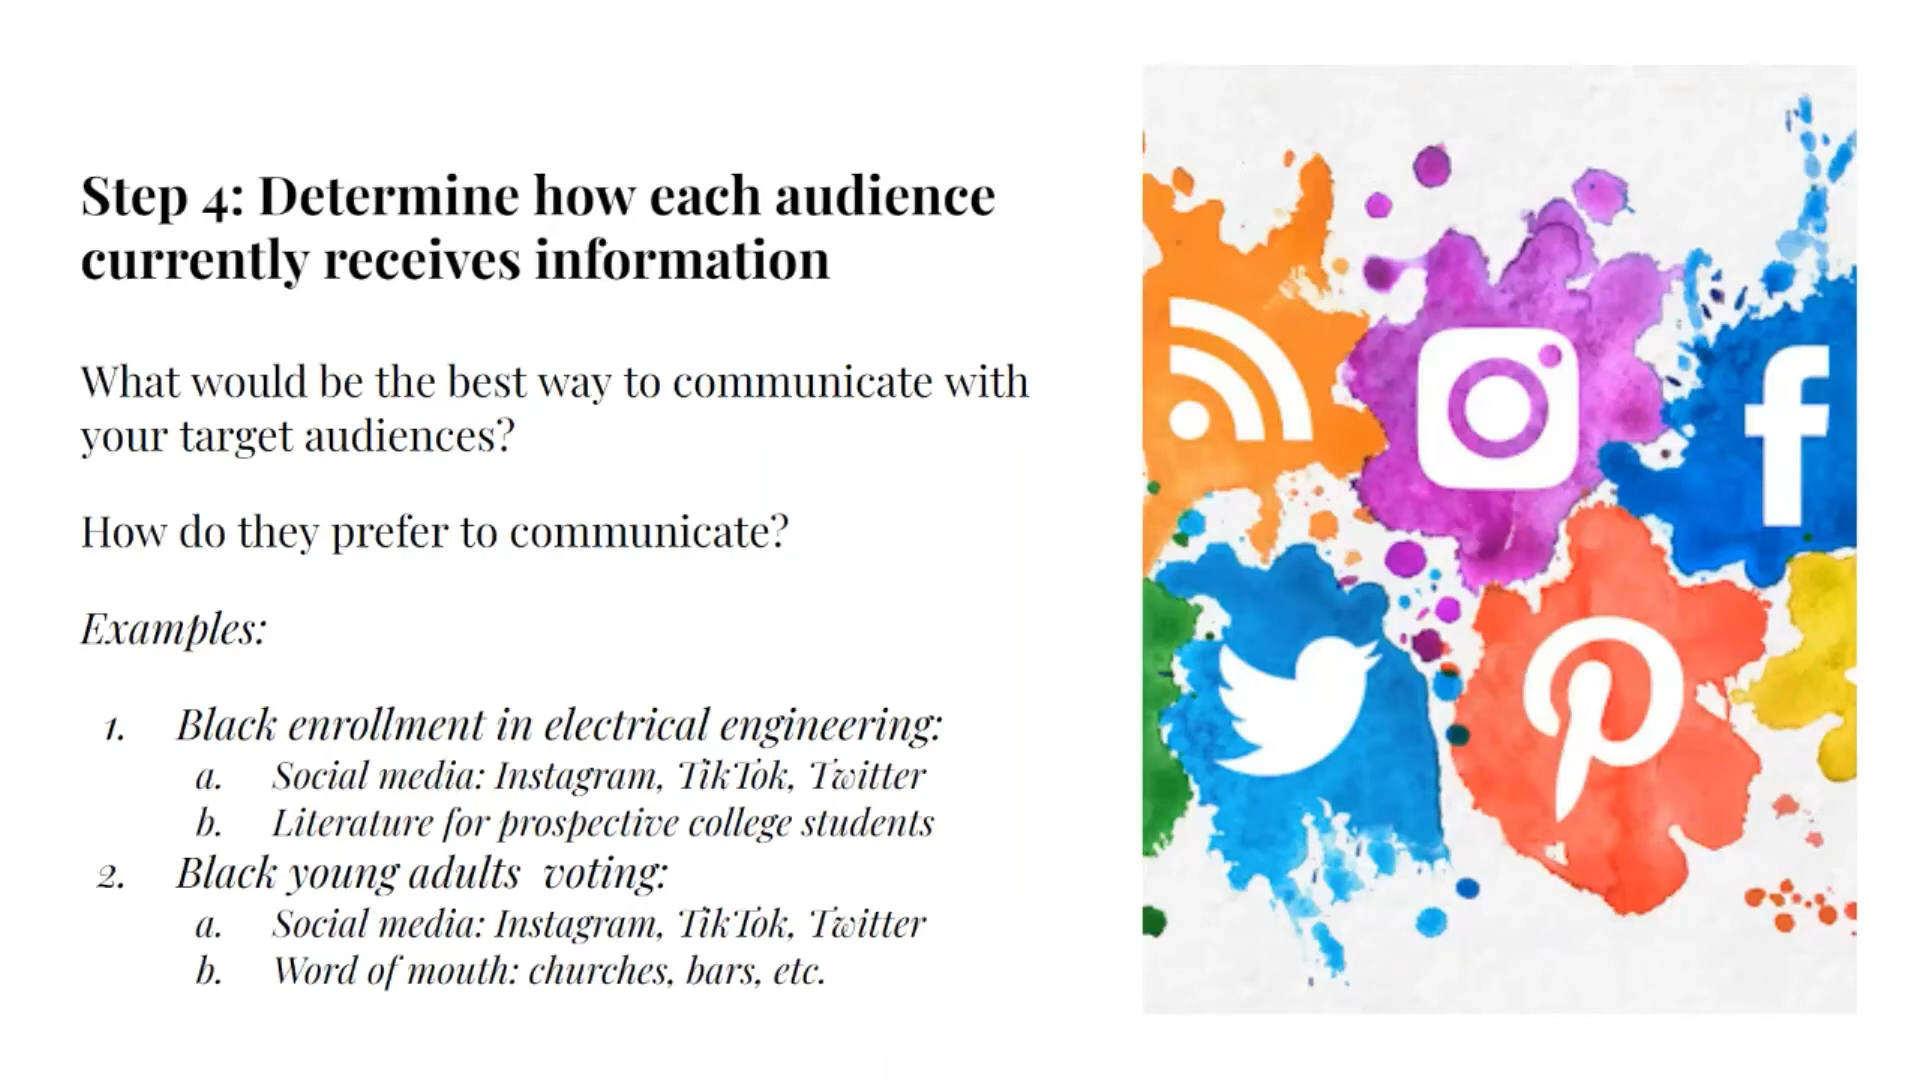 Step 4: Determine how each audience
currently receives information
What would be the best way to communicate with
your target audiences?
How do they prefer to communicate?
Examples:
1. Black enrollment in electrical engineering:
a. Social media: Instagram, TikTok, Twitter
b. Literature for prospective college students
2. Black young adults voting:
a. Social media: Instagram, TikTok, Twitter
b. Word of mouth: churches, bars, etc.